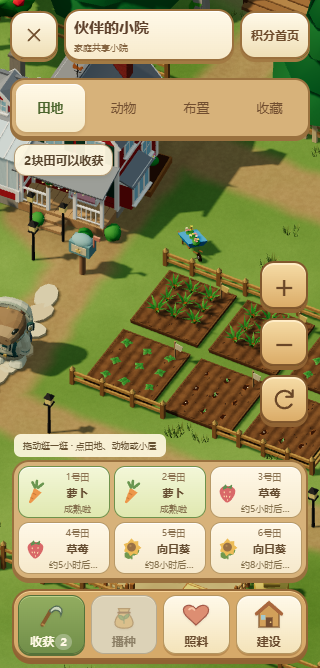 伙伴的小院
家庭共享小院
积分首页
田地
动物
布置
收藏
2块田可以收获
拖动逛一逛 · 点田地、动物或小屋
1号田
萝卜
成熟啦
2号田
萝卜
成熟啦
3号田
草莓
约5小时后...
4号田
草莓
约5小时后...
5号田
向日葵
约8小时后...
6号田
向日葵
约8小时后...
收获 2
播种
照料
建设